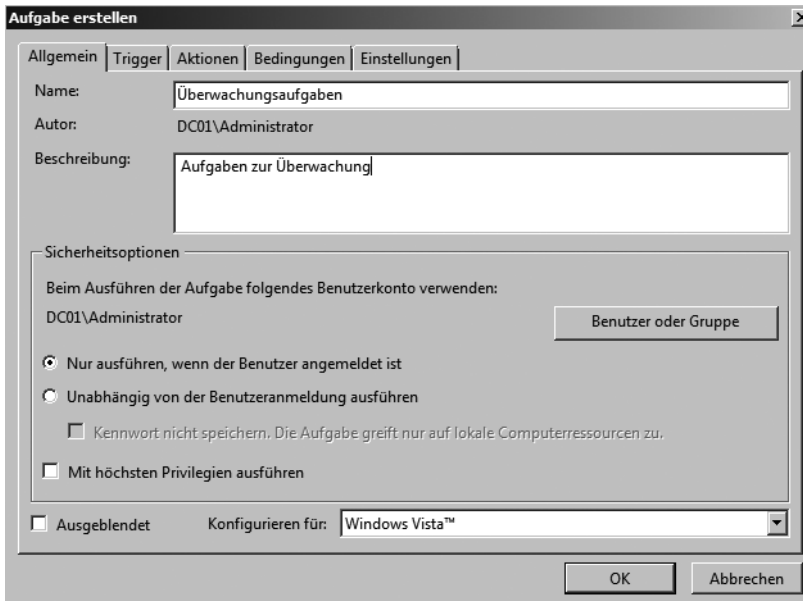 Aufgabe erstellen
Allgemein Trigger Aktionen Bedingungen Einstellungen
Name: Überwachungsaufgaben
Autor: DC01\Administrator
Beschreibung: Aufgaben zur Überwachung
Sicherheitsoptionen
Beim Ausführen der Aufgabe folgendes Benutzerkonto verwenden:
DC01\Administrator Benutzer oder Gruppe
Nur ausführen, wenn der Benutzer angemeldet ist
Unabhängig von der Benutzeranmeldung ausführen
Kennwort nicht speichern. Die Aufgabe greift nur auf lokale Computerressourcen zu.
Mit höchsten Privilegien ausführen
Ausgeblendet Konfigurieren für: Windows Vista™
OK Abbrechen